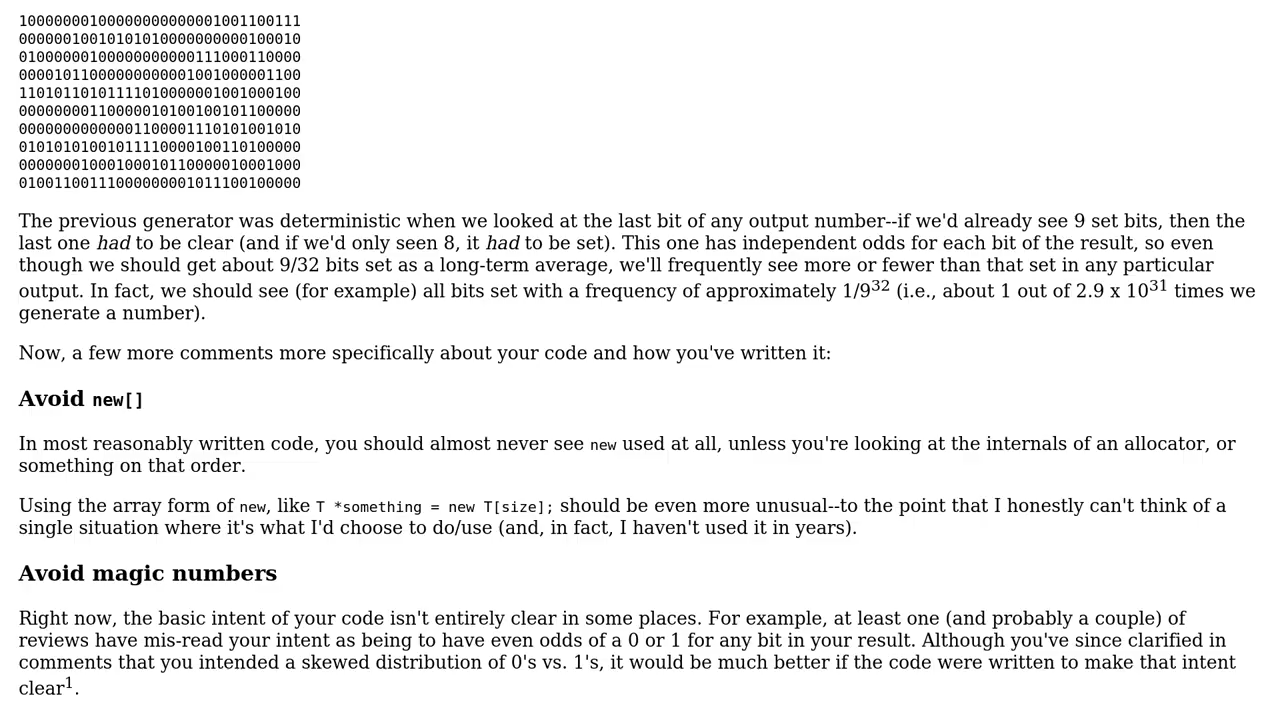 10000000100000000000001001100111
00000010010101010000000000100010
01000000100000000000111000110000
00001011000000000001001000001100
11010110101111010000001001000100
00000000110000010100100101100000
00000000000001100001110101001010
01010101001011110000100110100000
00000001000100010110000010001000
01001100111000000001011100100000
The previous generator was deterministic when we looked at the last bit of any output number--if we'd already see 9 set bits, then the
last one had to be clear (and if we'd only seen 8, it had to be set). This one has independent odds for each bit of the result, so even
though we should get about 9/32 bits set as a long-term average, we'll frequently see more or fewer than that set in any particular
output. In fact, we should see (for example) all bits set with a frequency of approximately 1/9³² (i.e., about 1 out of 2.9 x 10³¹ times we
generate a number).
Now, a few more comments more specifically about your code and how you've written it:
Avoid new[]
In most reasonably written code, you should almost never see new used at all, unless you're looking at the internals of an allocator, or
something on that order.
Using the array form of new, like T *something = new T[size]; should be even more unusual--to the point that I honestly can't think of a
single situation where it's what I'd choose to do/use (and, in fact, I haven't used it in years).
Avoid magic numbers
Right now, the basic intent of your code isn't entirely clear in some places. For example, at least one (and probably a couple) of
reviews have mis-read your intent as being to have even odds of a 0 or 1 for any bit in your result. Although you've since clarified in
comments that you intended a skewed distribution of 0's vs. 1's, it would be much better if the code were written to make that intent
clear¹.